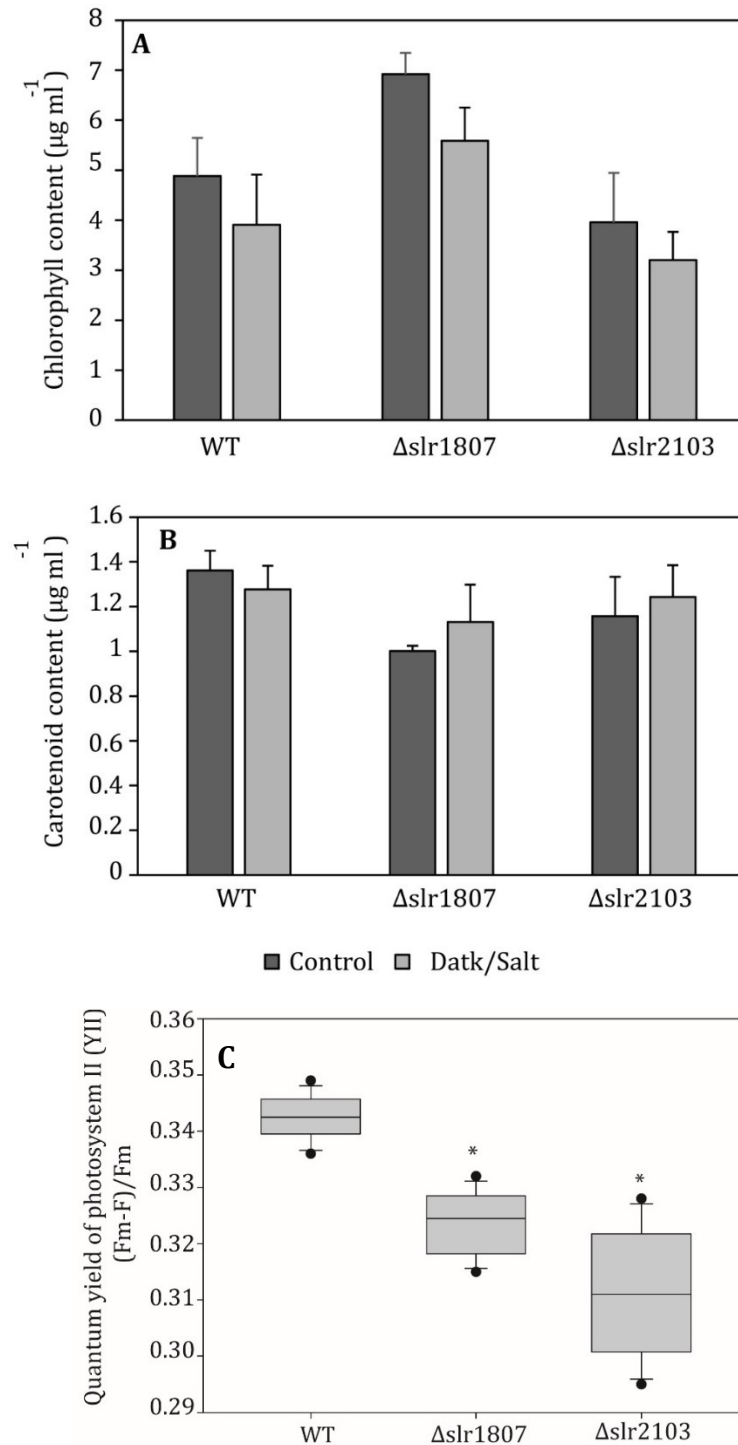 A
Chlorophyll content (µg ml -1)
8
7
6
5
4
3
2
1
0
WT Δslr1807 Δslr2103
B
Carotenoid content (µg ml -1)
1.6
1.4
1.2
1
0.8
0.6
0.4
0.2
0
WT Δslr1807 Δslr2103
Control Datk/Salt
C
Quantum yield of photosystem II (YII)
(Fm-F)/Fm
0.36
0.35
0.34
0.33
0.32
0.31
0.30
0.29
*
*
WT Δslr1807 Δslr2103